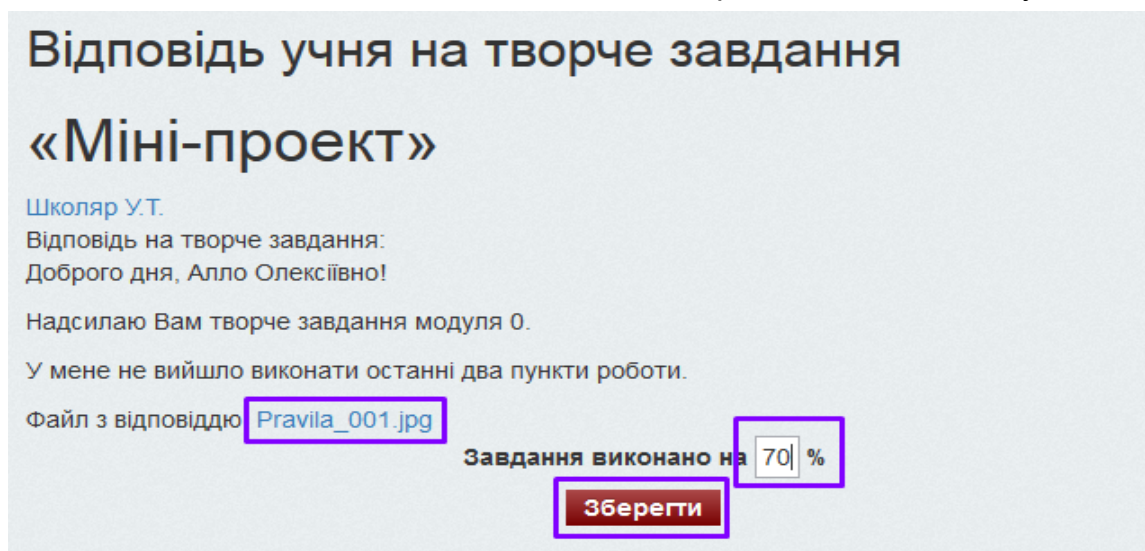 Відповідь учня на творче завдання
«Міні-проект»
Школяр У.Т.
Відповідь на творче завдання:
Доброго дня, Алло Олексіївно!
Надсилаю Вам творче завдання модуля 0.
У мене не вийшло виконати останні два пункти роботи.
Файл з відповіддю Pravila_001.jpg
Завдання виконано на 70 %
Зберегти